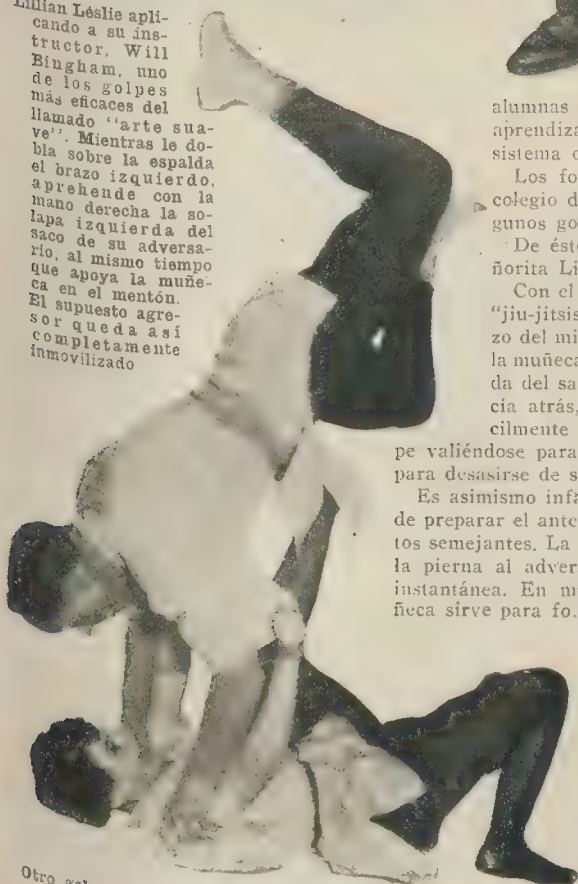 Lillian Léslie apli-
cando a su ins-
tructor, Will
Bingham, uno
de los golpes
más eficaces del
llamado "arte sua-
ve". Mientras le do-
bla sobre la espalda
el brazo izquierdo,
aprehende con la
mano derecha la so-
lapa izquierda del
saco de su adversa-
rio, al mismo tiempo
que apoya la muñe-
ca en el mentón.
El supuesto agre-
sor queda así
completamente
inmovilizado
alumnas
aprendiza
sistema
Los fo
colegio d
gunos go
De ést
ñorita Li
Con el
"jiu-jitsis
zo del mi
la muñeca
da del sa
cia atrás,
cilmente
pe valiéndose para
para desasirse de s
Es asimismo infa
de preparar el ante
tos semejantes. La
la pierna al adver
instantánea. En m
ñeca sirve para fo
Otro